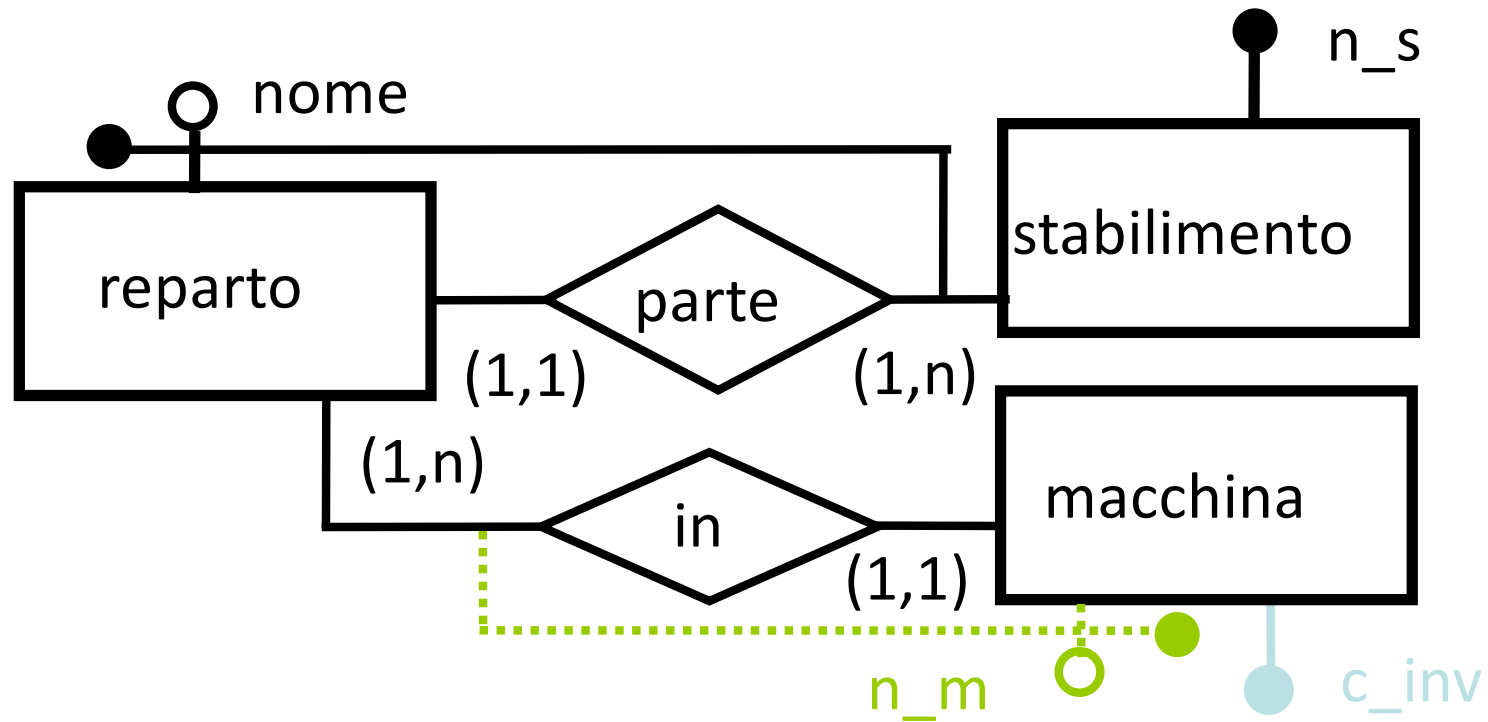 n_s
nome
stabilimento
reparto
parte
(1,1)
(1,n)
(1,n)
macchina
in
(1,1)
n_m
c_inv